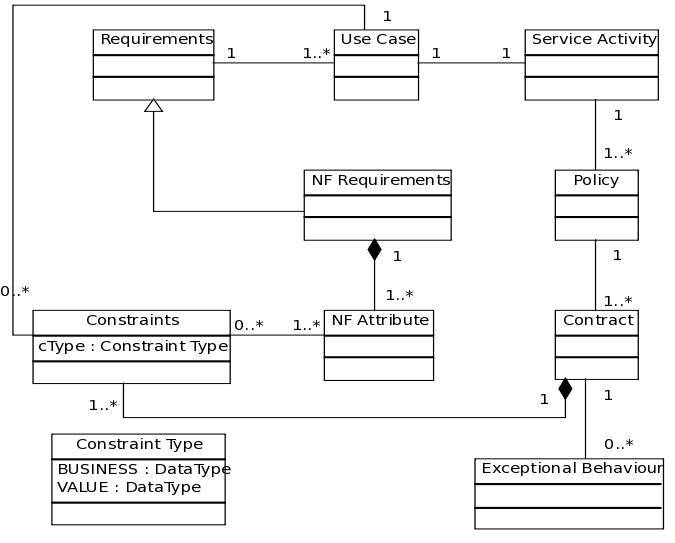 1
Requirements
Use Case
Service Activity
1
1..*
1
1
1
1..*
NF Requirements
Policy
1
1
0..*
1..*
1..*
Constraints
0..*
1..*
NF Attribute
Contract
cType : Constraint Type
1..*
1
1
Constraint Type
0..*
BUSINESS : DataType
VALUE : DataType
Exceptional Behaviour